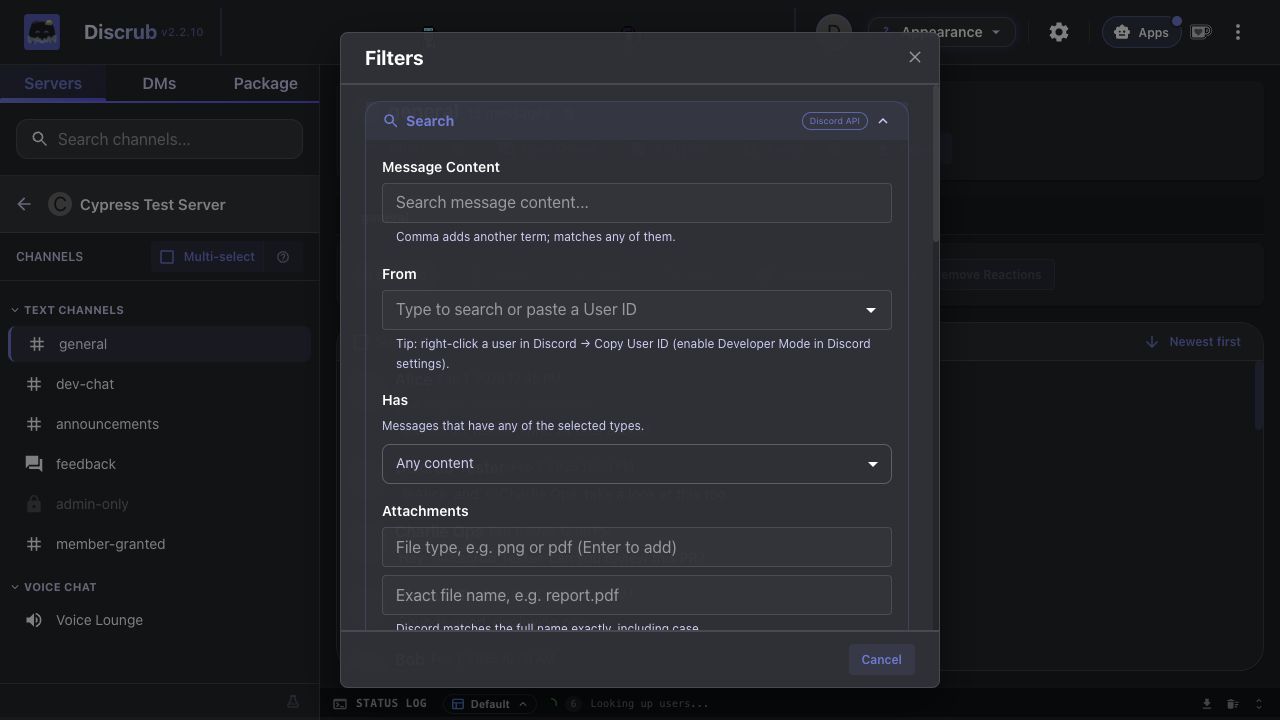 Discrub v2.2.10
D
Appearance
Apps
Servers
DMs
Package
Search channels...
C
Cypress Test Server
CHANNELS
Multi-select
TEXT CHANNELS
general
dev-chat
announcements
feedback
admin-only
member-granted
VOICE CHAT
Voice Lounge
Filters
Search
Discord API
Message Content
Search message content...
Comma adds another term; matches any of them.
From
Type to search or paste a User ID
Tip: right-click a user in Discord → Copy User ID (enable Developer Mode in Discord
settings).
Has
Messages that have any of the selected types.
Any content
Attachments
File type, e.g. png or pdf (Enter to add)
Exact file name, e.g. report.pdf
Discord matches the full name exactly, including case.
Cancel
Reactions
Newest first
Bob
STATUS LOG
Default
6
Looking up users...